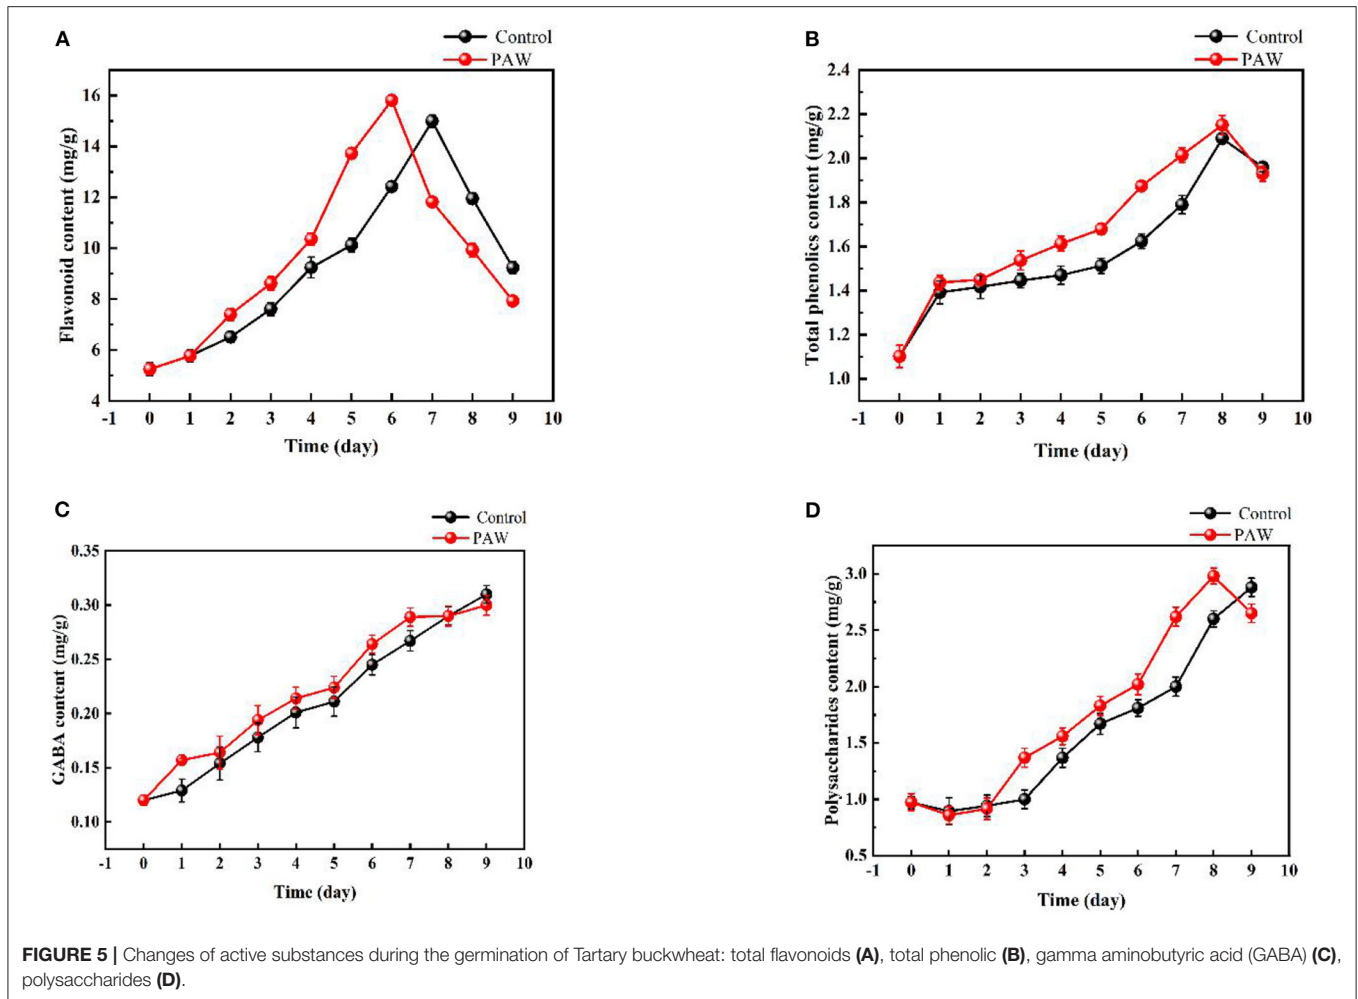 A
Control
PAW
Flavonoid content (mg/g)
16
14
12
10
8
6
4
-1 0 1 2 3 4 5 6 7 8 9 10
Time (day)
B
Control
PAW
Total phenolics content (mg/g)
2.4
2.2
2.0
1.8
1.6
1.4
1.2
1.0
-1 0 1 2 3 4 5 6 7 8 9 10
Time (day)
C
Control
PAW
GABA content (mg/g)
0.35
0.30
0.25
0.20
0.15
0.10
-1 0 1 2 3 4 5 6 7 8 9 10
Time (day)
D
Control
PAW
Polysaccharides content (mg/g)
3.0
2.5
2.0
1.5
1.0
0.5
-1 0 1 2 3 4 5 6 7 8 9 10
Time (day)
FIGURE 5 | Changes of active substances during the germination of Tartary buckwheat: total flavonoids (A), total phenolic (B), gamma aminobutyric acid (GABA) (C),
polysaccharides (D).